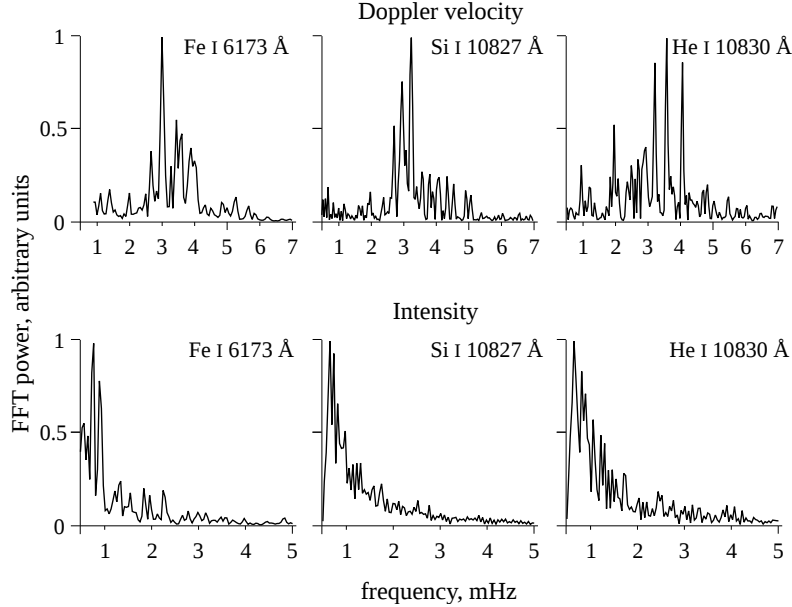 Doppler velocity
Fe I 6173 Å
Si I 10827 Å
He I 10830 Å
1
0.5
0
1 2 3 4 5 6 7
1 2 3 4 5 6 7
1 2 3 4 5 6 7
FFT power, arbitrary units
Intensity
Fe I 6173 Å
Si I 10827 Å
He I 10830 Å
1
0.5
0
1 2 3 4 5
1 2 3 4 5
1 2 3 4 5
frequency, mHz